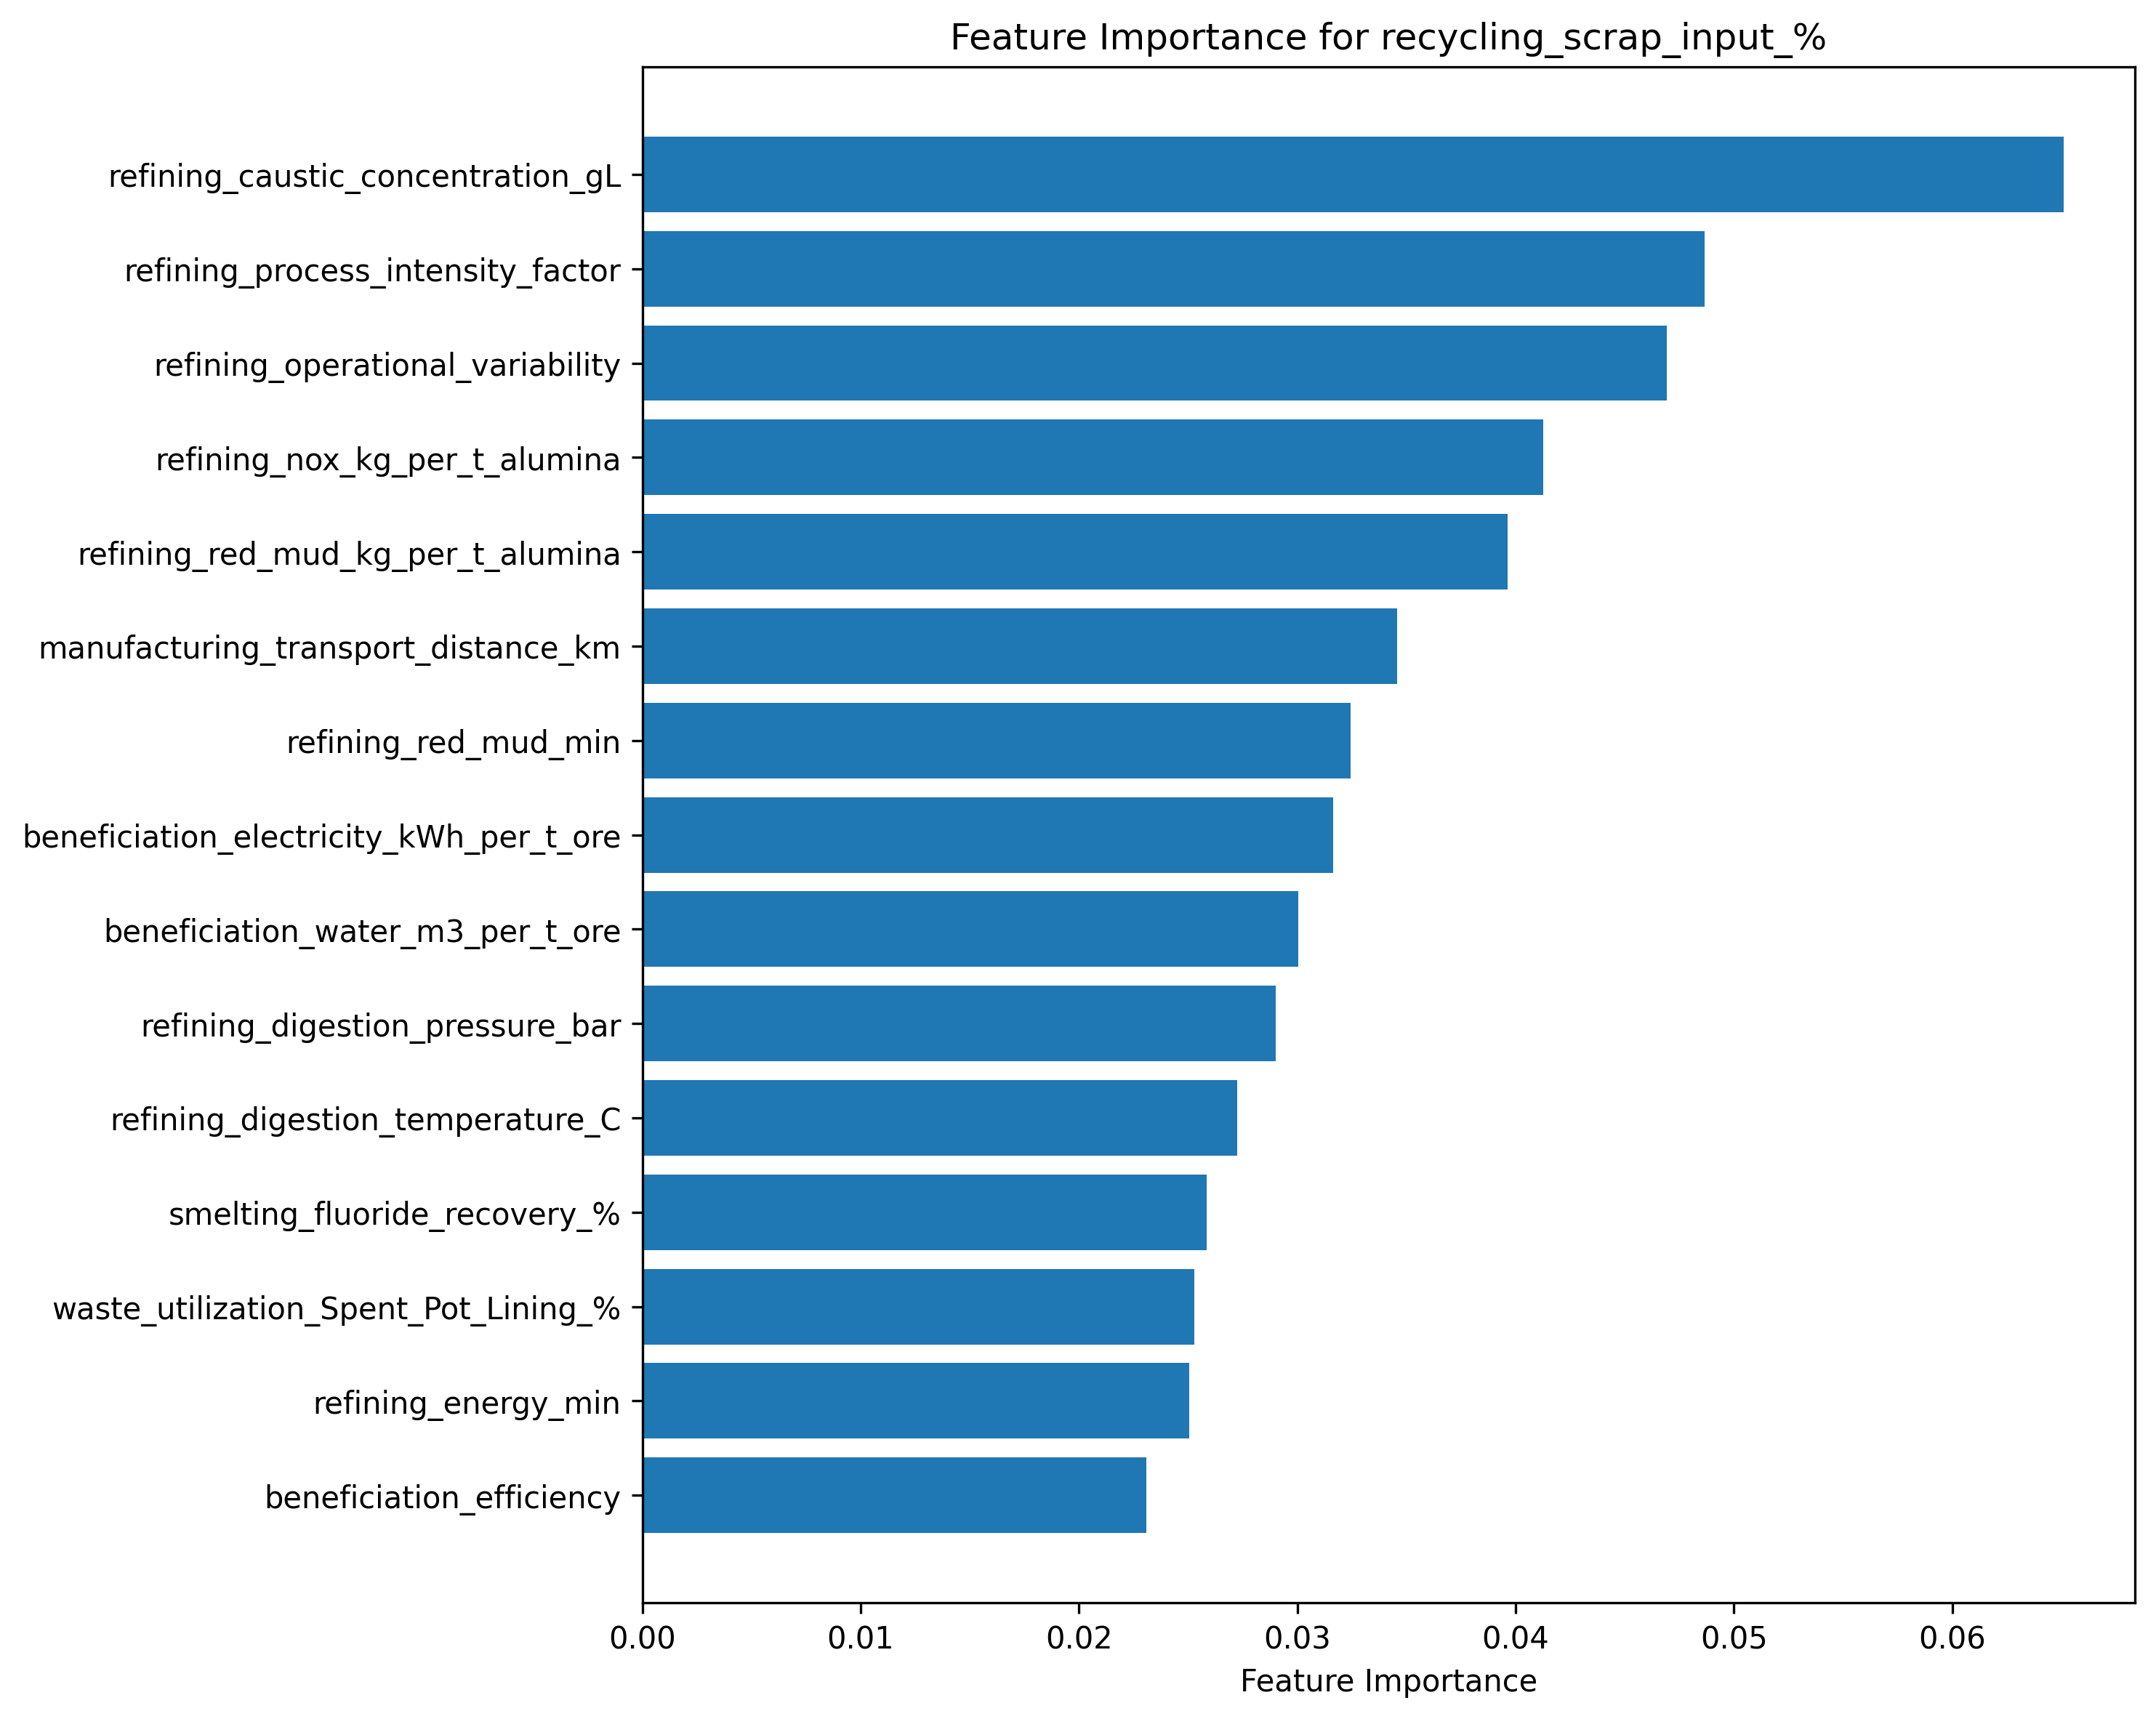 Feature Importance for recycling_scrap_input_%
refining_caustic_concentration_gL
refining_process_intensity_factor
refining_operational_variability
refining_nox_kg_per_t_alumina
refining_red_mud_kg_per_t_alumina
manufacturing_transport_distance_km
refining_red_mud_min
beneficiation_electricity_kWh_per_t_ore
beneficiation_water_m3_per_t_ore
refining_digestion_pressure_bar
refining_digestion_temperature_C
smelting_fluoride_recovery_%
waste_utilization_Spent_Pot_Lining_%
refining_energy_min
beneficiation_efficiency
0.00 0.01 0.02 0.03 0.04 0.05 0.06
Feature Importance